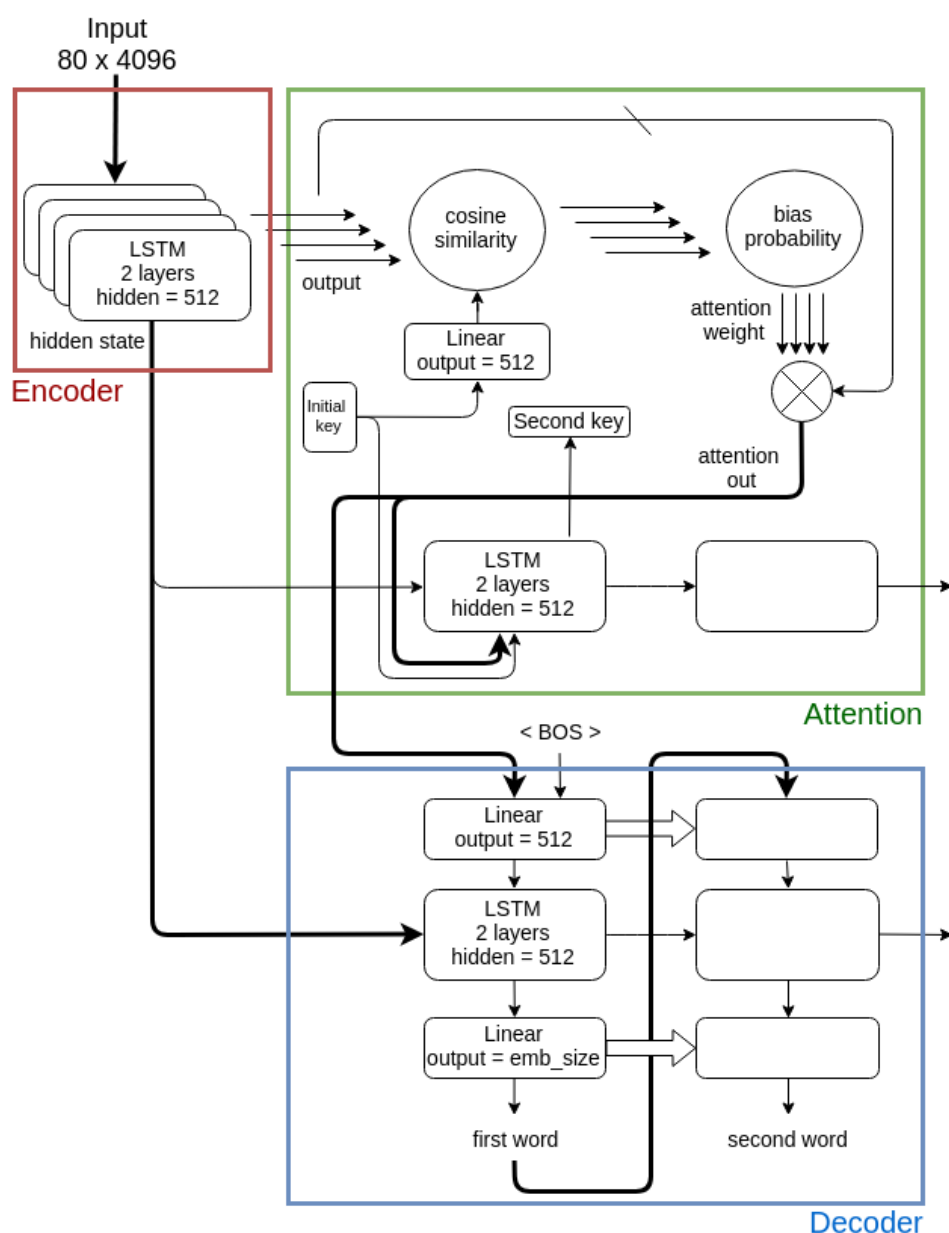 Input
80 x 4096
LSTM
2 layers
hidden = 512
hidden state
Encoder
output
cosine
similarity
bias
probability
attention
weight
Linear
output = 512
Initial
key
Second key
attention
out
LSTM
2 layers
hidden = 512
Attention
< BOS >
Linear
output = 512
LSTM
2 layers
hidden = 512
Linear
output = emb_size
first word
second word
Decoder